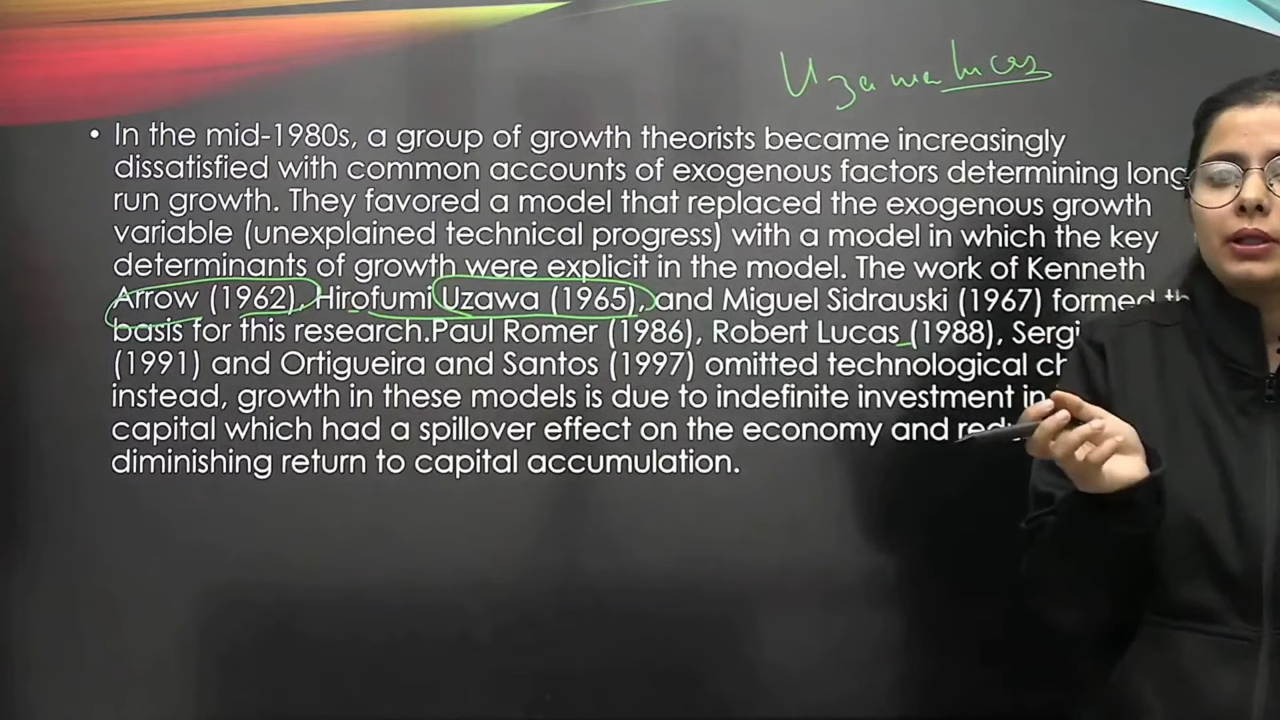 Uzawa Lucas
• In the mid-1980s, a group of growth theorists became increasingly
dissatisfied with common accounts of exogenous factors determining long
run growth. They favored a model that replaced the exogenous growth
variable (unexplained technical progress) with a model in which the key
determinants of growth were explicit in the model. The work of Kenneth
Arrow (1962), Hirofumi Uzawa (1965), and Miguel Sidrauski (1967) formed
basis for this research.Paul Romer (1986), Robert Lucas (1988),
(1991) and Ortigueira and Santos (1997) omitted technological
instead, growth in these models is due to indefinite investment in
capital which had a spillover effect on the economy and
diminishing return to capital accumulation.